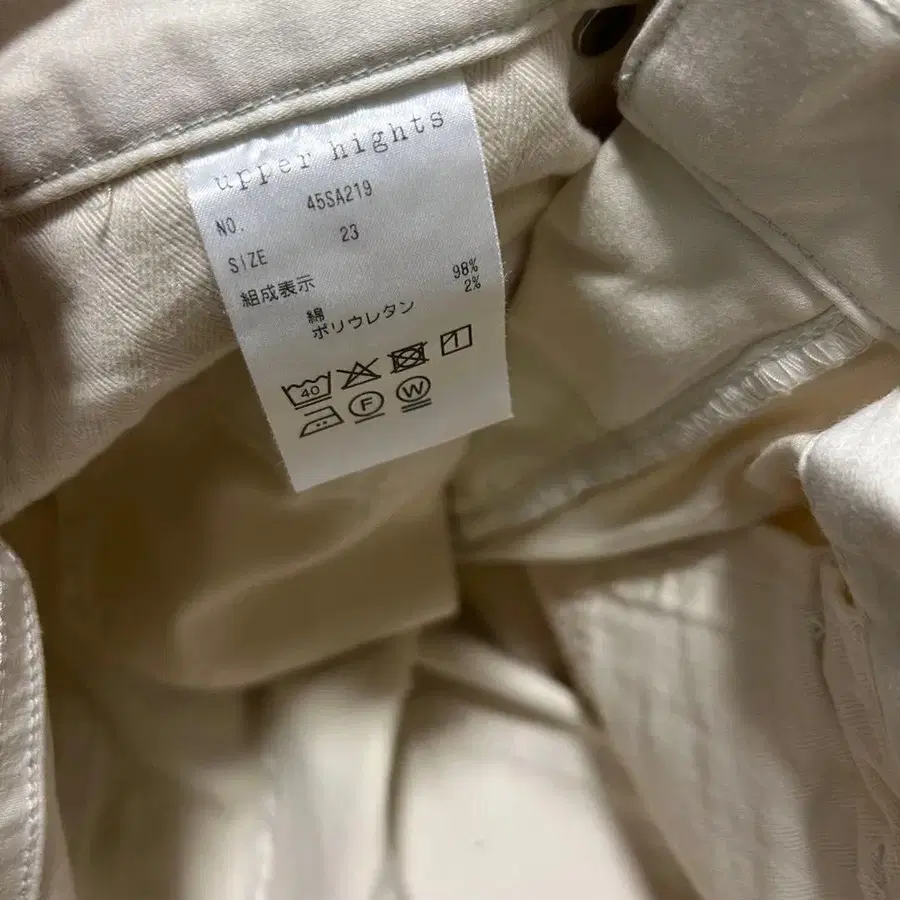 upper hights
NO. 45SA219
SIZE 23
組成表示
綿 98%
ポリウレタン 2%
40
F W